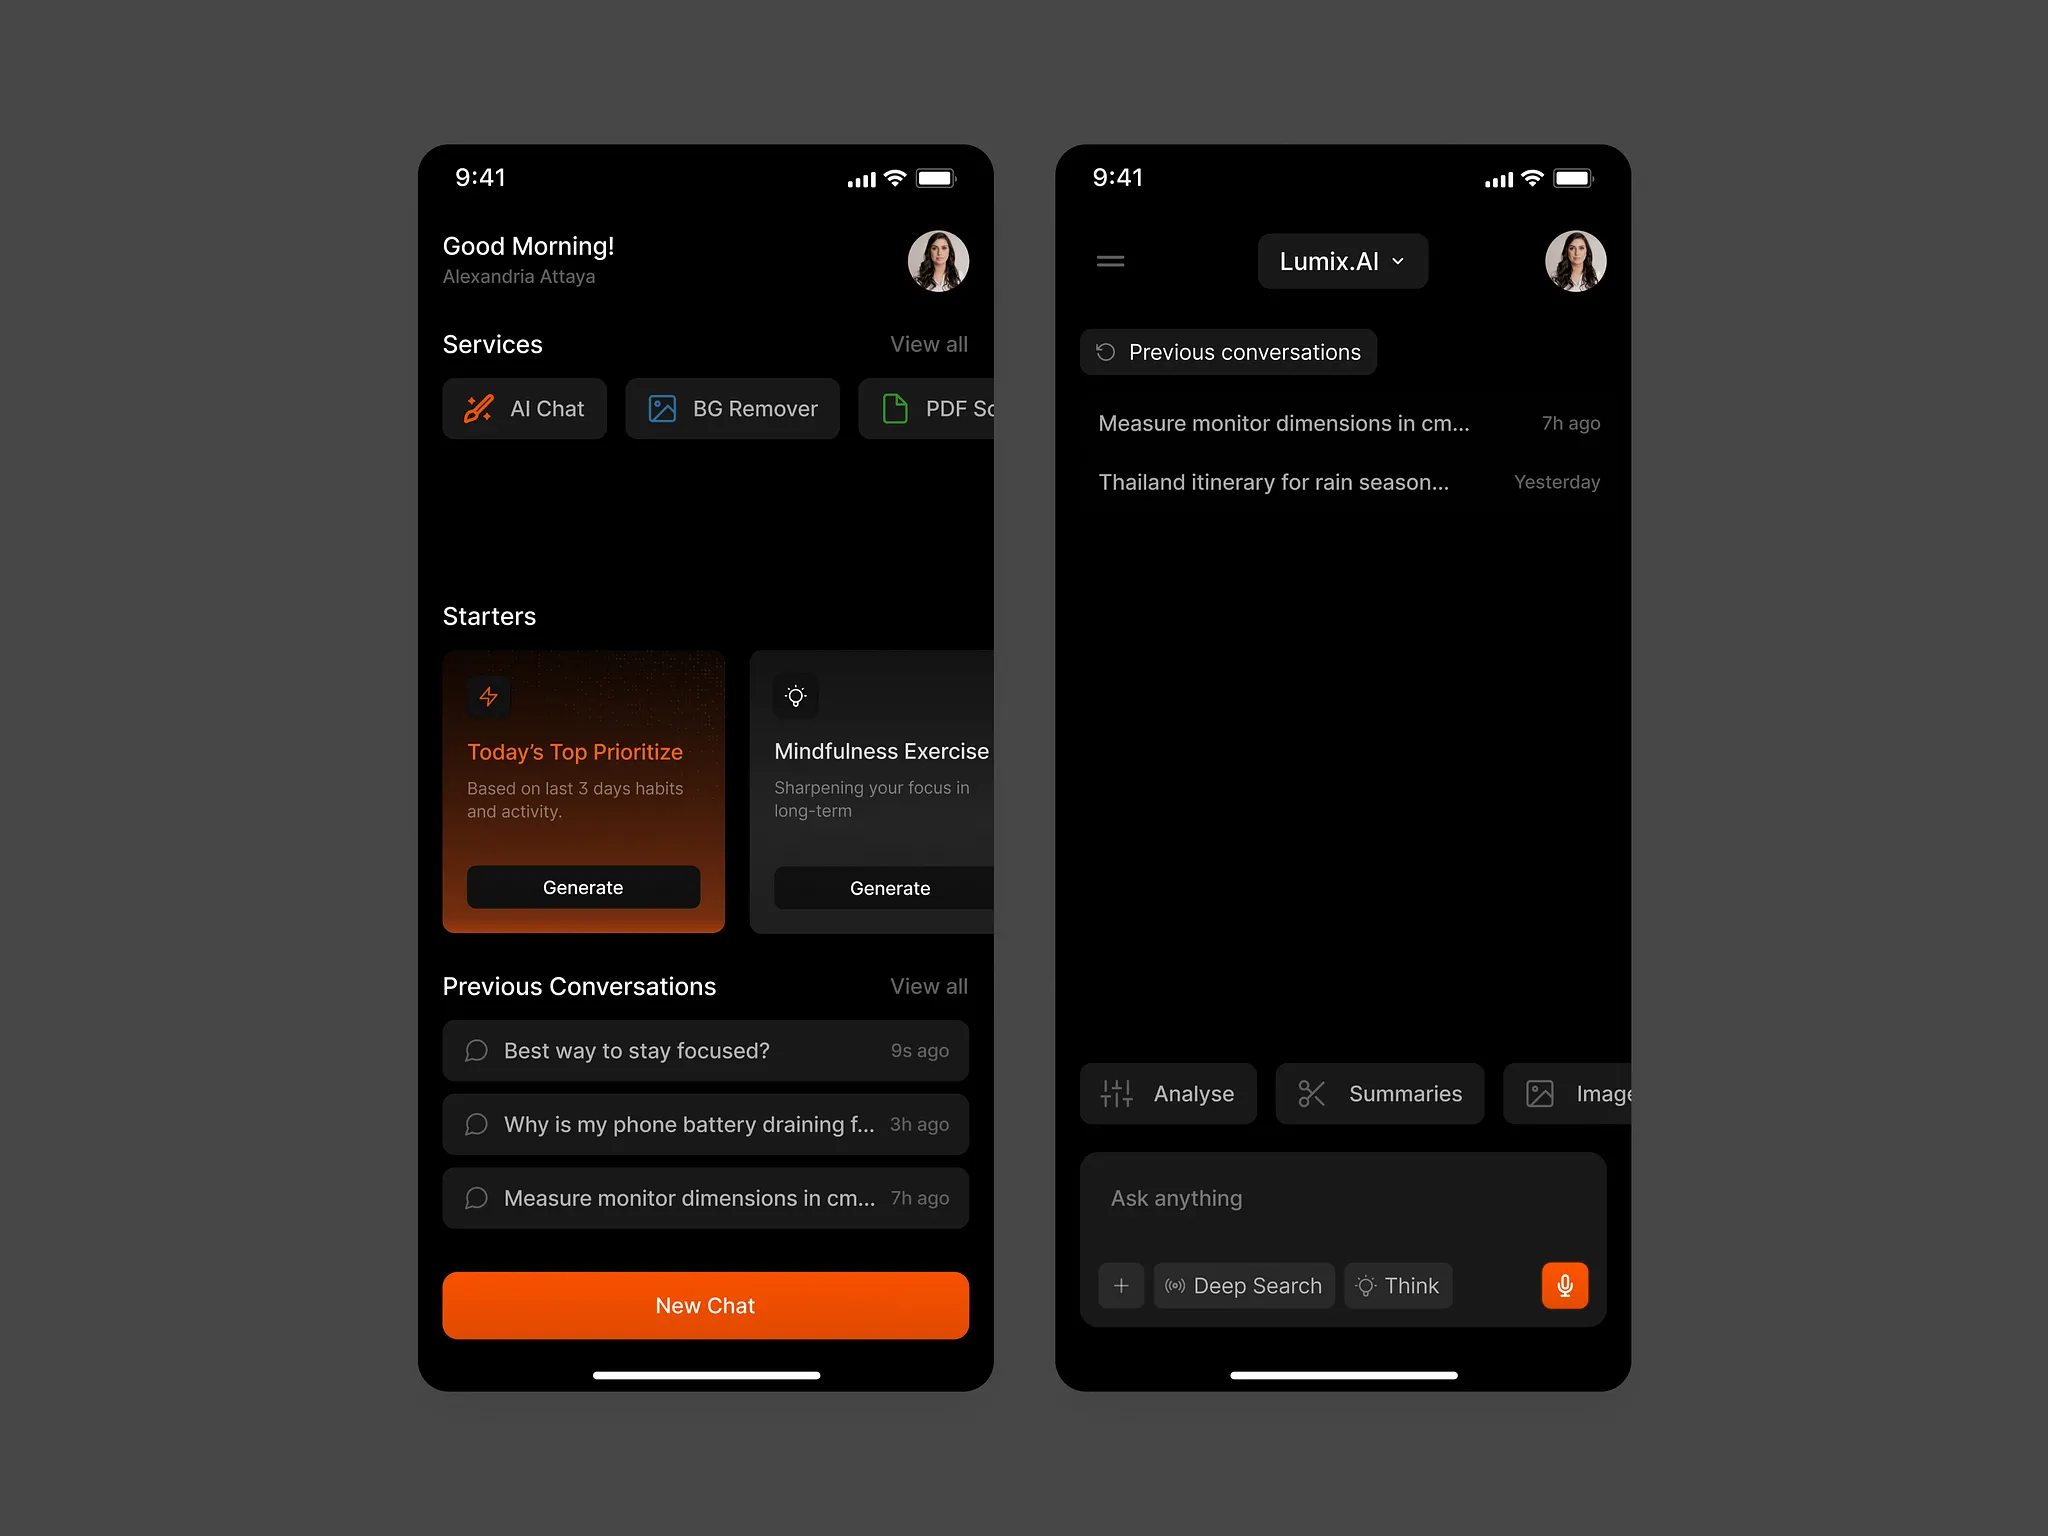 9:41
Good Morning!
Alexandria Attaya
Services
View all
AI Chat
BG Remover
PDF Sc
Starters
Today's Top Prioritize
Based on last 3 days habits
and activity.
Generate
Mindfulness Exercise
Sharpening your focus in
long-term
Generate
Previous Conversations
View all
Best way to stay focused?
9s ago
Why is my phone battery draining f...
3h ago
Measure monitor dimensions in cm...
7h ago
New Chat
9:41
Lumix.AI
Previous conversations
Measure monitor dimensions in cm...
7h ago
Thailand itinerary for rain season...
Yesterday
Analyse
Summaries
Image
Ask anything
Deep Search
Think